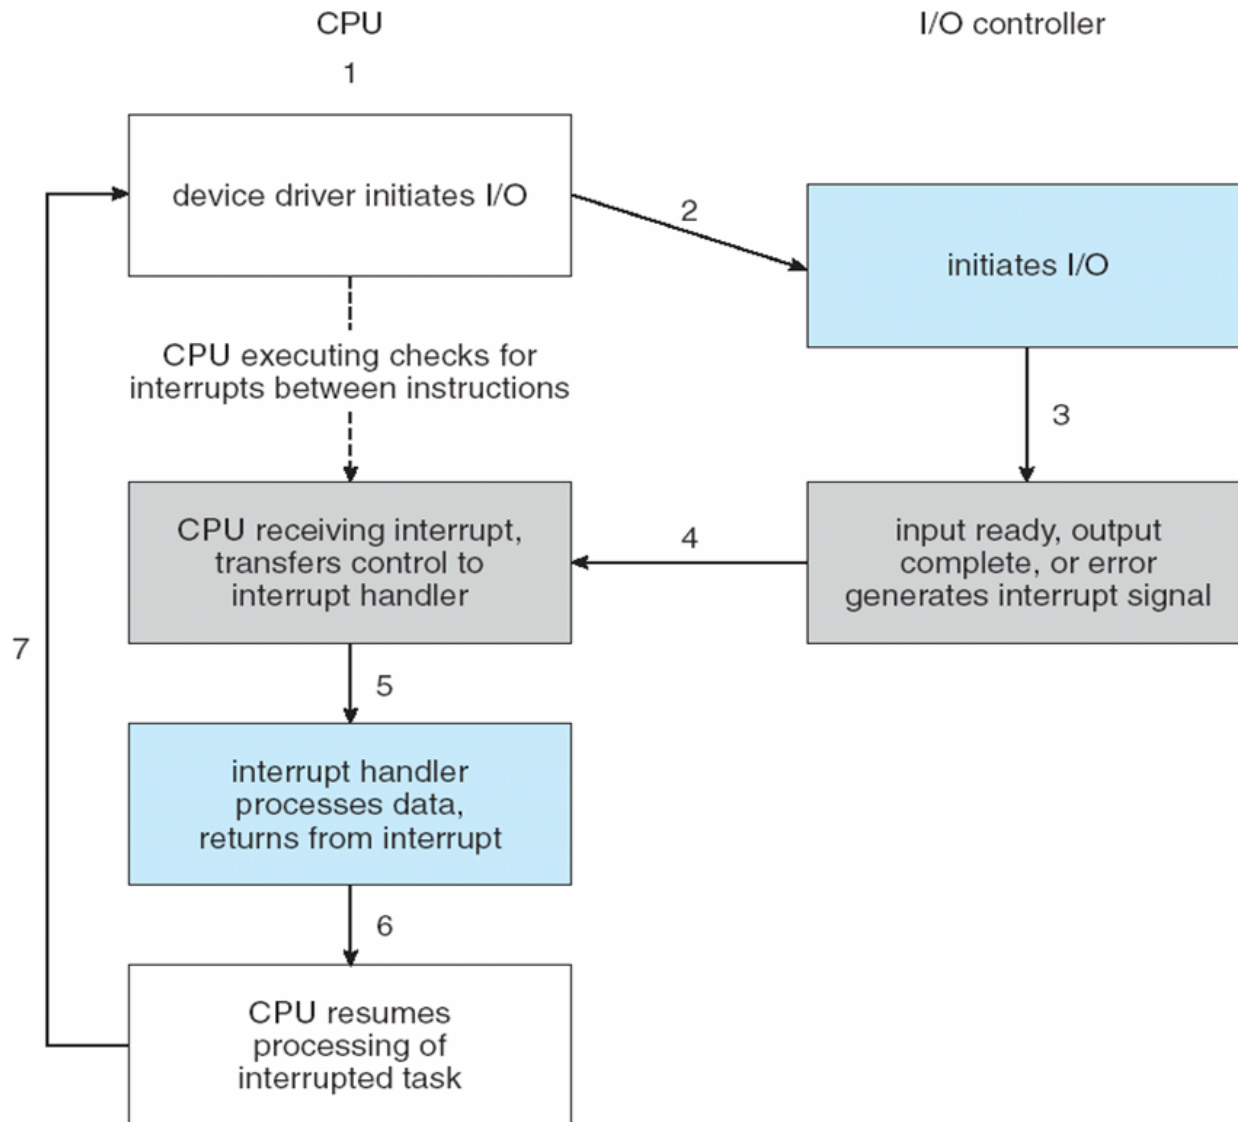 CPU
I/O controller
1
device driver initiates I/O
2
initiates I/O
CPU executing checks for
interrupts between instructions
3
CPU receiving interrupt,
transfers control to
interrupt handler
4
input ready, output
complete, or error
generates interrupt signal
7
5
interrupt handler
processes data,
returns from interrupt
6
CPU resumes
processing of
interrupted task